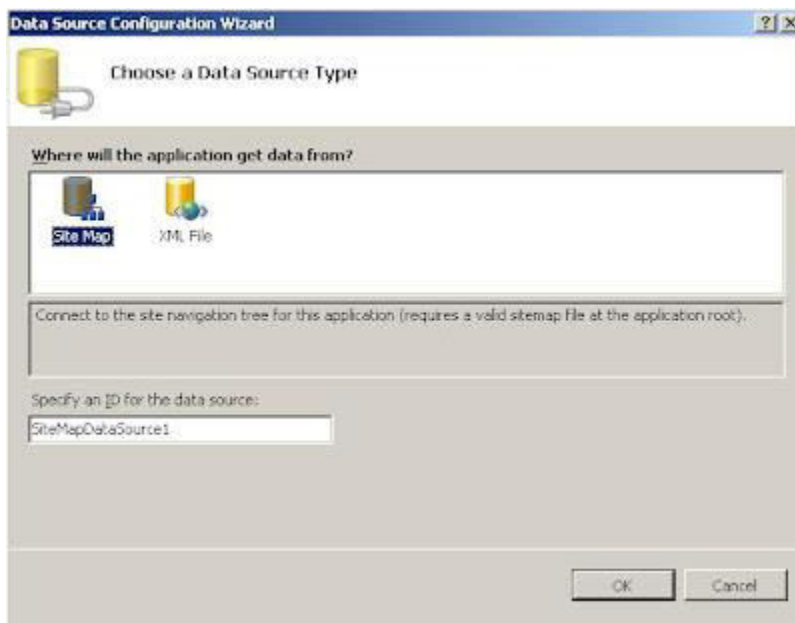 Data Source Configuration Wizard
Choose a Data Source Type
Where will the application get data from?
Site Map XML File
Connect to the site navigation tree for this application (requires a valid sitemap file at the application root).
Specify an ID for the data source:
SiteMapDataSource1
OK Cancel